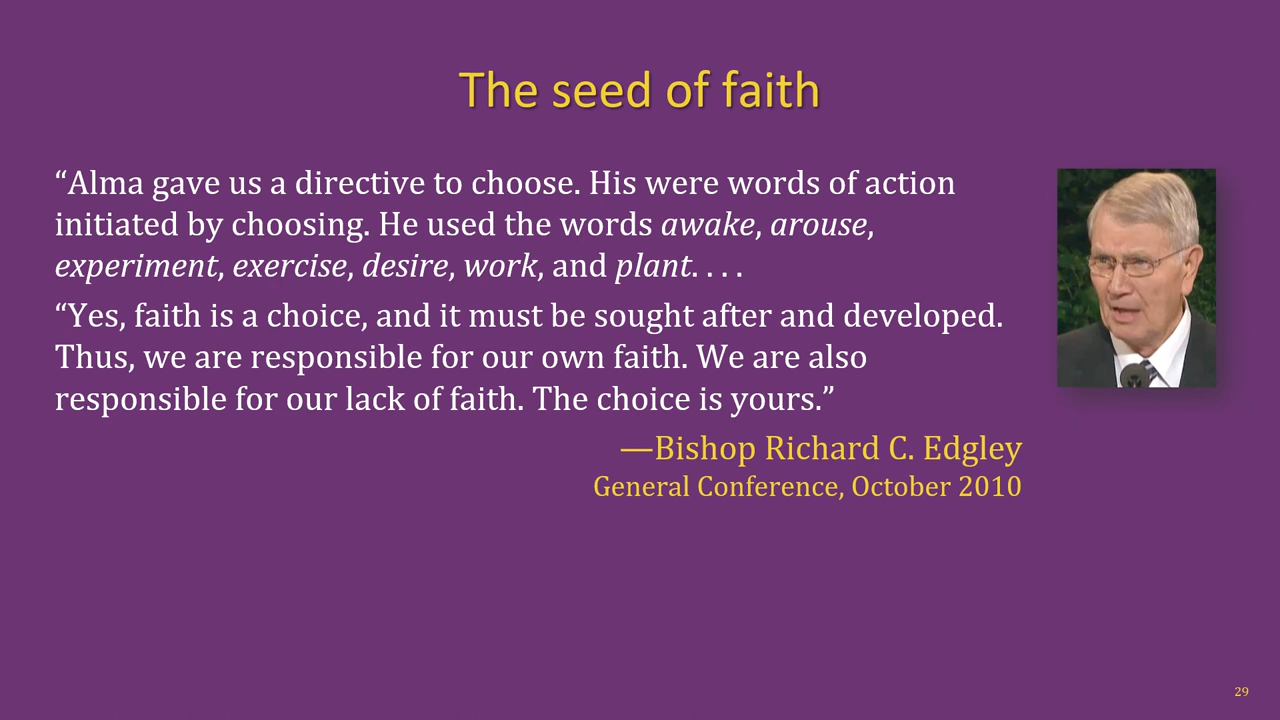 The seed of faith
“Alma gave us a directive to choose. His were words of action
initiated by choosing. He used the words awake, arouse,
experiment, exercise, desire, work, and plant. . . .
“Yes, faith is a choice, and it must be sought after and developed.
Thus, we are responsible for our own faith. We are also
responsible for our lack of faith. The choice is yours.”
—Bishop Richard C. Edgley
General Conference, October 2010
29